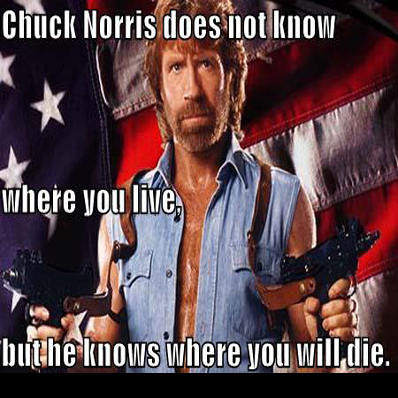 Chuck Norris does not know
where you live,
but he knows where you will die.